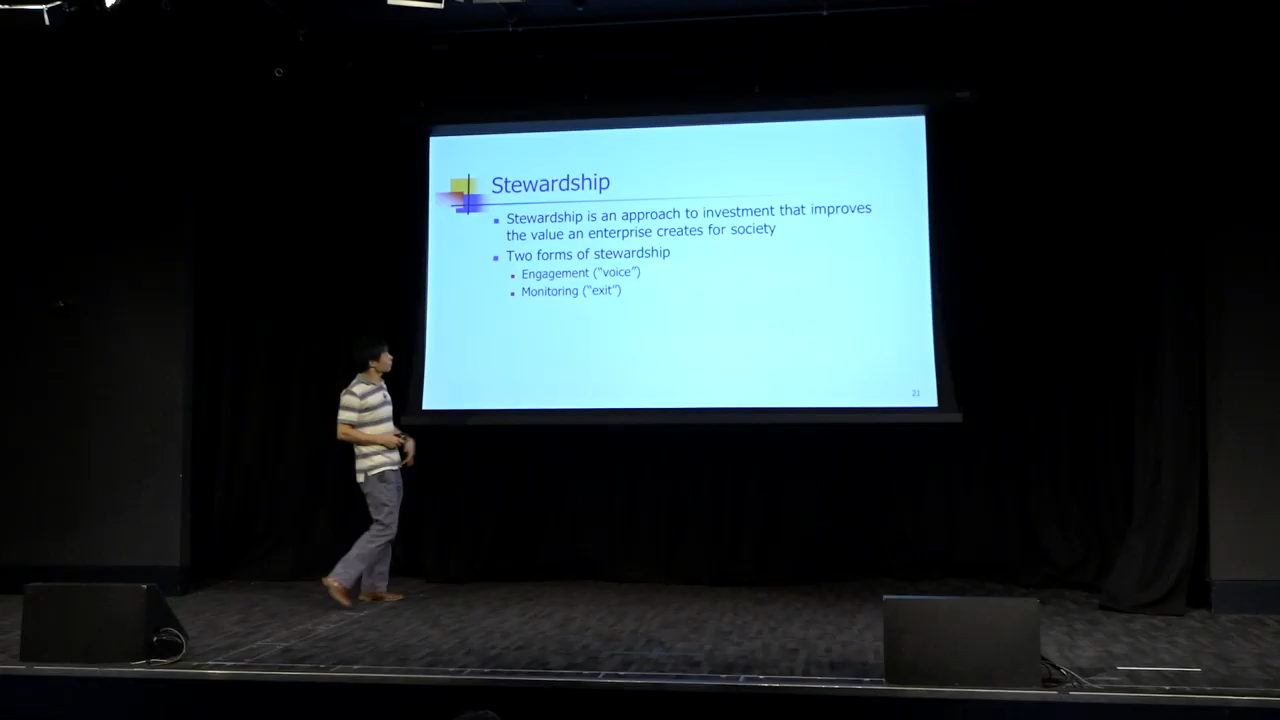 Stewardship
Stewardship is an approach to investment that improves
the value an enterprise creates for society
Two forms of stewardship
Engagement (“voice”)
Monitoring (“exit”)
21